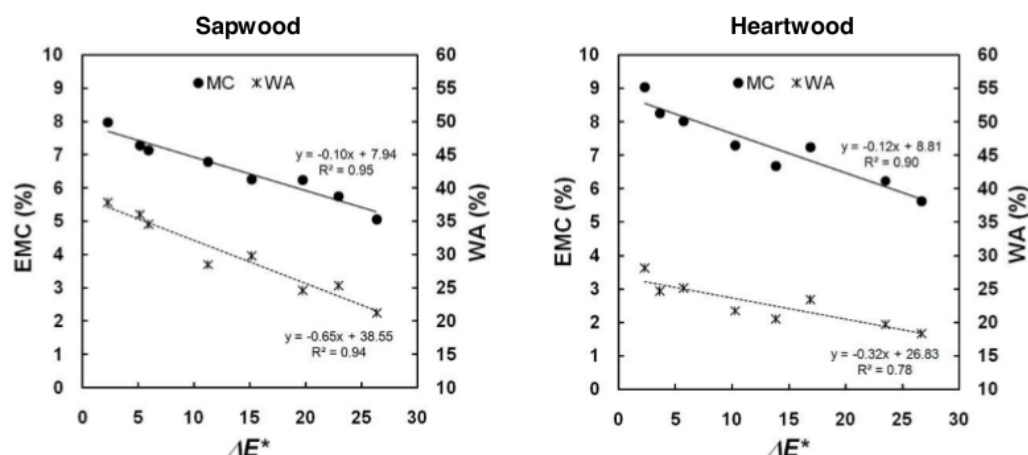 Sapwood
10
9
8
7
6
5
4
3
2
1
0
EMC (%)
MC WA
y = -0.10x + 7.94
R² = 0.95
y = -0.65x + 38.55
R² = 0.94
60
55
50
45
40
35
30
25
20
15
10
WA (%)
0 5 10 15 20 25 30
ΔE*
Heartwood
10
9
8
7
6
5
4
3
2
1
0
EMC (%)
MC WA
y = -0.12x + 8.81
R² = 0.90
y = -0.32x + 26.83
R² = 0.78
60
55
50
45
40
35
30
25
20
15
10
WA (%)
0 5 10 15 20 25 30
ΔE*